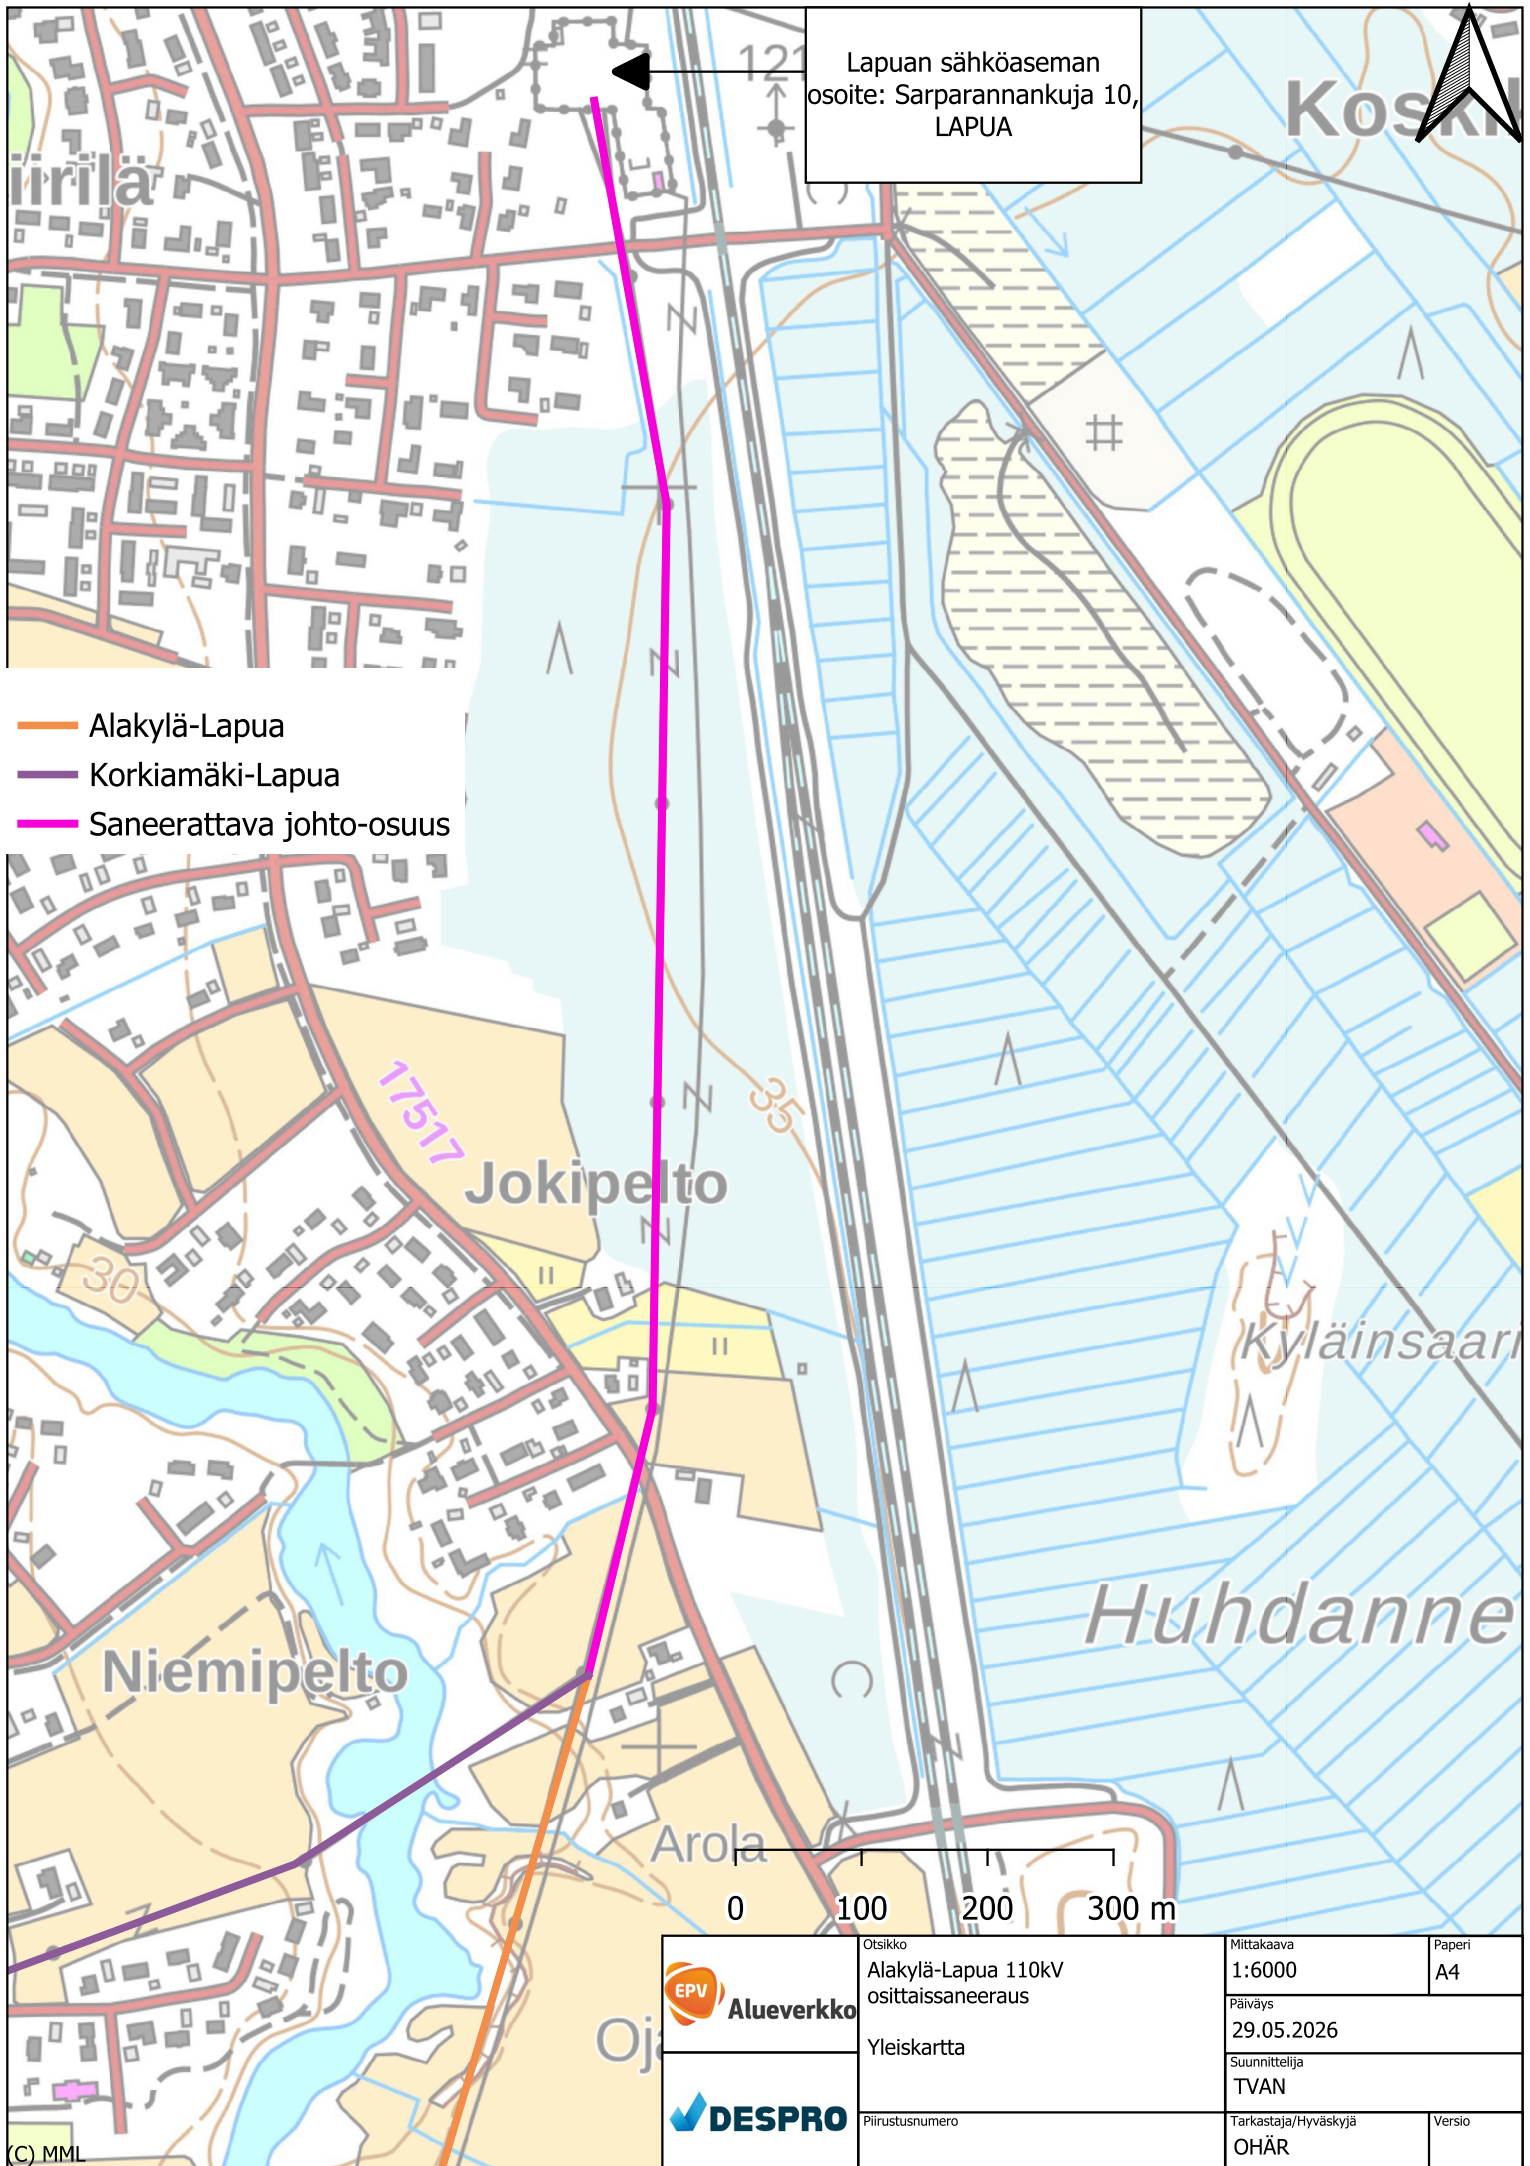 121
Lapuan sähköaseman
osoite: Sarparannankuja 10,
LAPUA
Kosk
iirilä
Alakylä-Lapua
Korkiamäki-Lapua
Saneerattava johto-osuus
17517
35
Jokipelto
30
Kyläinsaari
Huhdanne
Niemipelto
Arola
0 100 200 300 m
Oja
EPV Alueverkko
DESPRO
Otsikko
Alakylä-Lapua 110kV
osittaissaneeraus
Yleiskartta
Piirustusnumero
Mittakaava
1:6000
Paperi
A4
Päiväys
29.05.2026
Suunnittelija
TVAN
Tarkastaja/Hyväskyjä
OHÄR
Versio
(C) MML